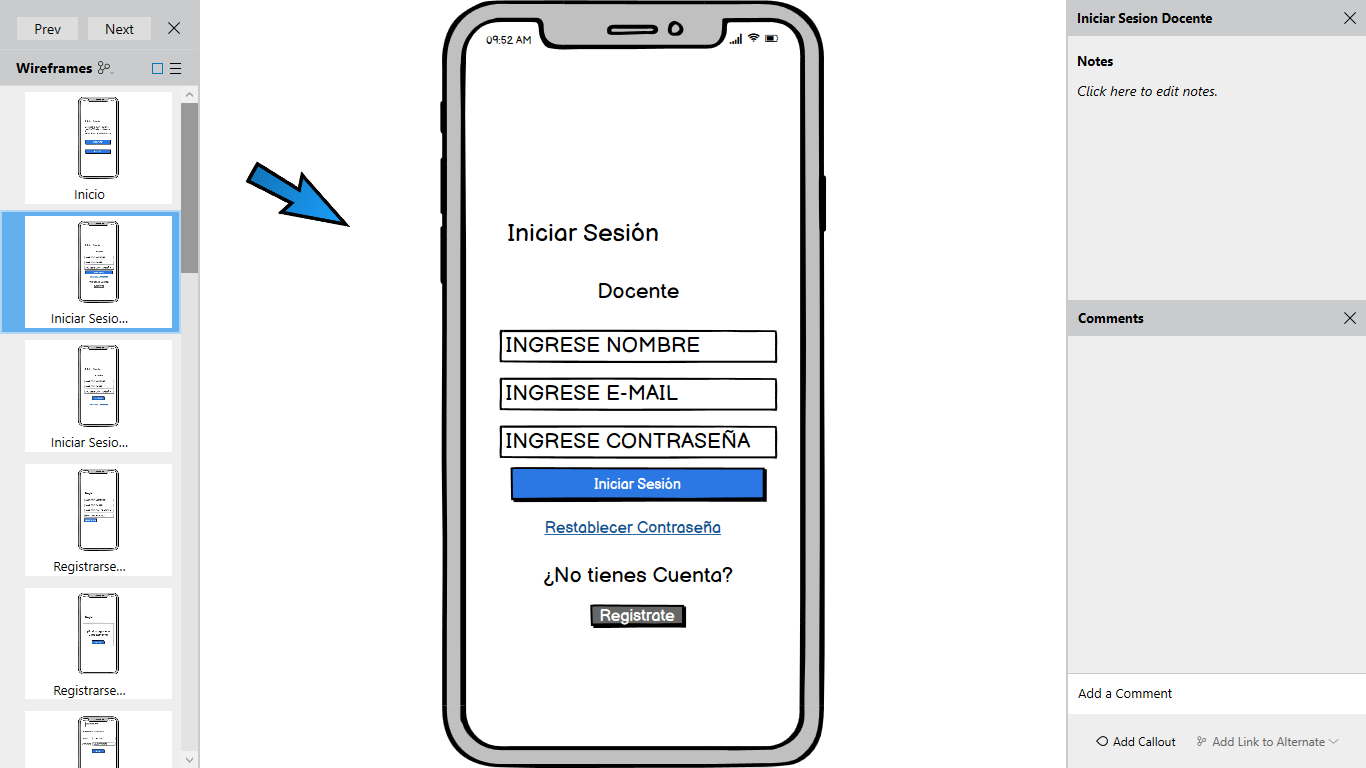 Prev Next
Wireframes
Inicio
Iniciar Sesio...
Iniciar Sesio...
Registrarse...
Registrarse...
09:52 AM
Iniciar Sesión
Docente
INGRESE NOMBRE
INGRESE E-MAIL
INGRESE CONTRASEÑA
Iniciar Sesión
Restablecer Contraseña
¿No tienes Cuenta?
Registrate
Iniciar Sesion Docente
Notes
Click here to edit notes.
Comments
Add a Comment
Add Callout Add Link to Alternate